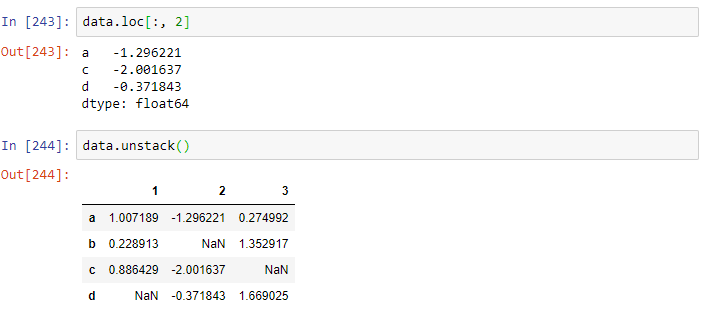 In [243]: data.loc[:, 2]
Out[243]: a   -1.296221
c   -2.001637
d   -0.371843
dtype: float64
In [244]: data.unstack()
Out[244]:
1 2 3
a 1.007189 -1.296221 0.274992
b 0.228913 NaN 1.352917
c 0.886429 -2.001637 NaN
d NaN -0.371843 1.669025